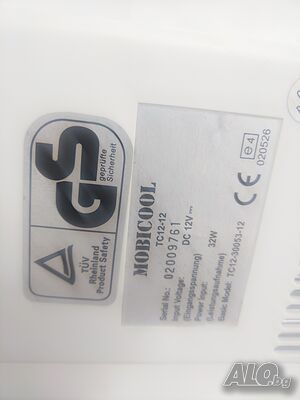 GS
geprüfte
Sicherheit
TÜV
Rheinland
Product Safety
MOBICOOL
TC12-12
Serial No.: 02009761
Input Voltage: DC 12V
(Eingangsspannung)
Power input: 32W
(Leistungsaufnahme)
Basic Model: TC12-30053-12
CE
e4
020526
ALO.bg